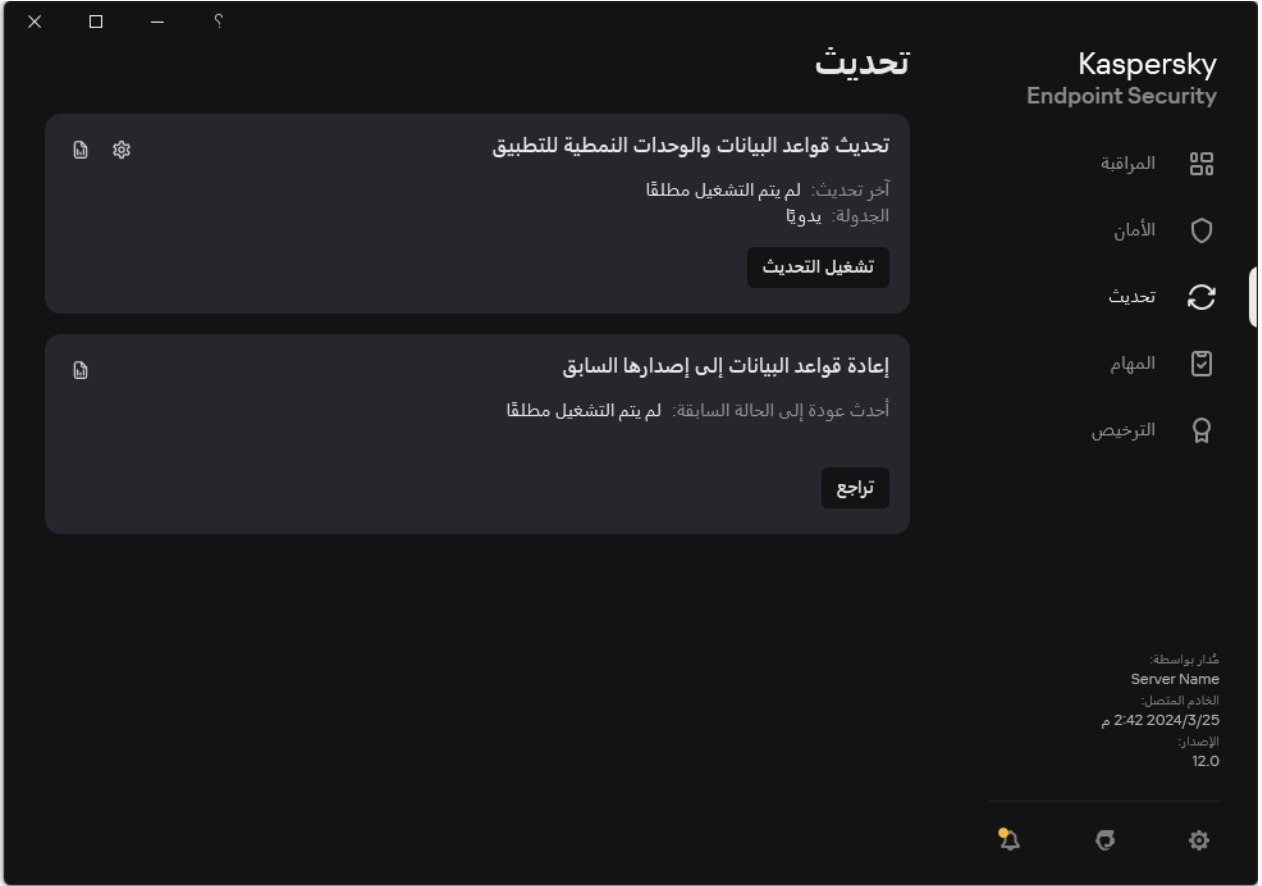 ؟
Kaspersky
Endpoint Security
المراقبة
الأمان
تحديث
المهام
الترخيص
مُدار بواسطة:
Server Name
الخادم المتصل:
2024/3/25 2:42 م
الإصدار:
12.0
تحديث
تحديث قواعد البيانات والوحدات النمطية للتطبيق
آخر تحديث: لم يتم التشغيل مطلقًا
الجدولة: يدويًا
تشغيل التحديث
إعادة قواعد البيانات إلى إصدارها السابق
أحدث عودة إلى الحالة السابقة: لم يتم التشغيل مطلقًا
تراجع